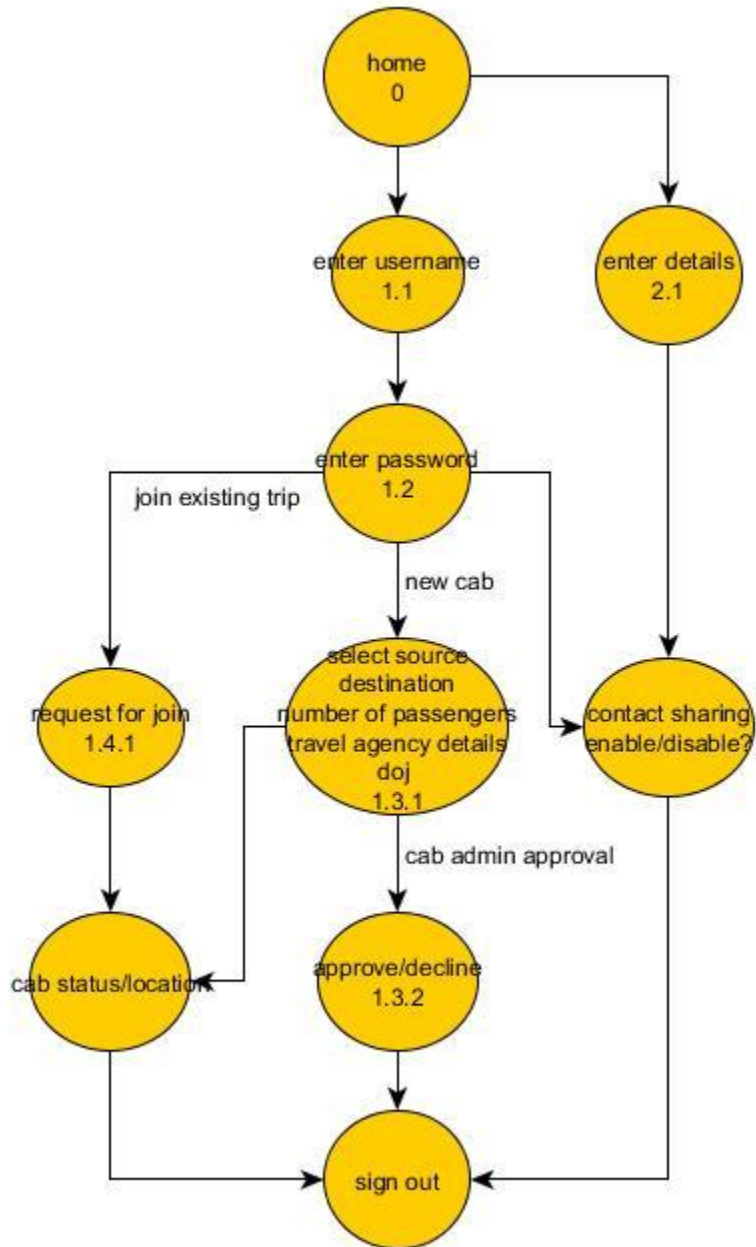 home
0
enter username
1.1
enter details
2.1
enter password
1.2
join existing trip
new cab
request for join
1.4.1
select source
destination
number of passengers
travel agency details
doj
1.3.1
contact sharing
enable/disable?
cab admin approval
cab status/location
approve/decline
1.3.2
sign out